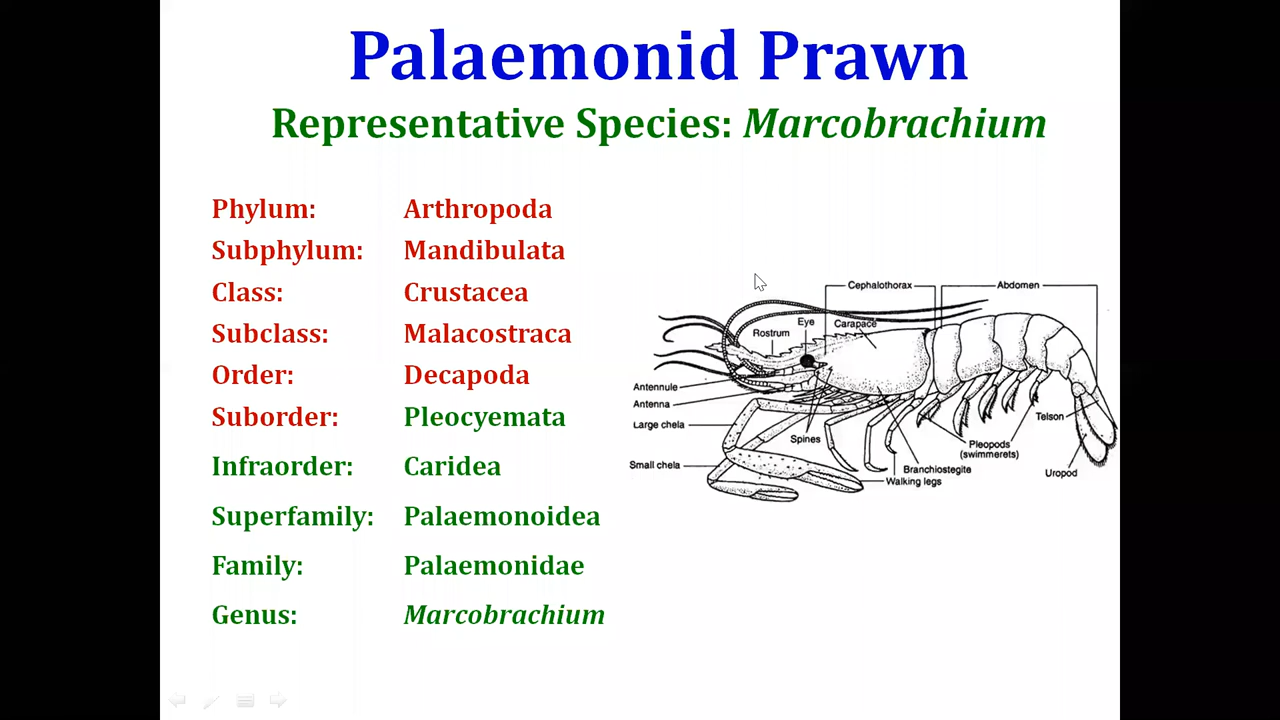 Palaemonid Prawn
Representative Species: Marcobrachium
Phylum: Arthropoda
Subphylum: Mandibulata
Class: Crustacea
Subclass: Malacostraca
Order: Decapoda
Suborder: Pleocyemata
Infraorder: Caridea
Superfamily: Palaemonoidea
Family: Palaemonidae
Genus: Marcobrachium
Cephalothorax
Abdomen
Eye
Carapace
Rostrum
Antennule
Antenna
Large chela
Small chela
Spines
Telson
Pleopods
(swimmerets)
Branchiostegite
Uropod
Walking legs